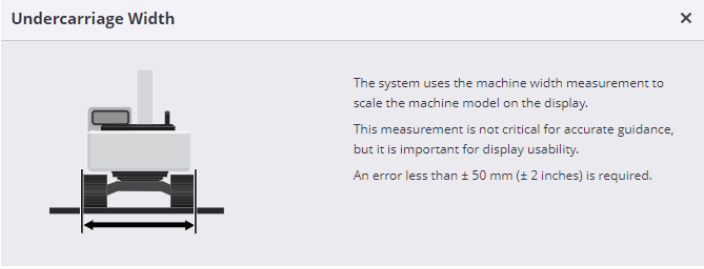 Undercarriage Width
The system uses the machine width measurement to
scale the machine model on the display.
This measurement is not critical for accurate guidance,
but it is important for display usability.
An error less than ± 50 mm (± 2 inches) is required.